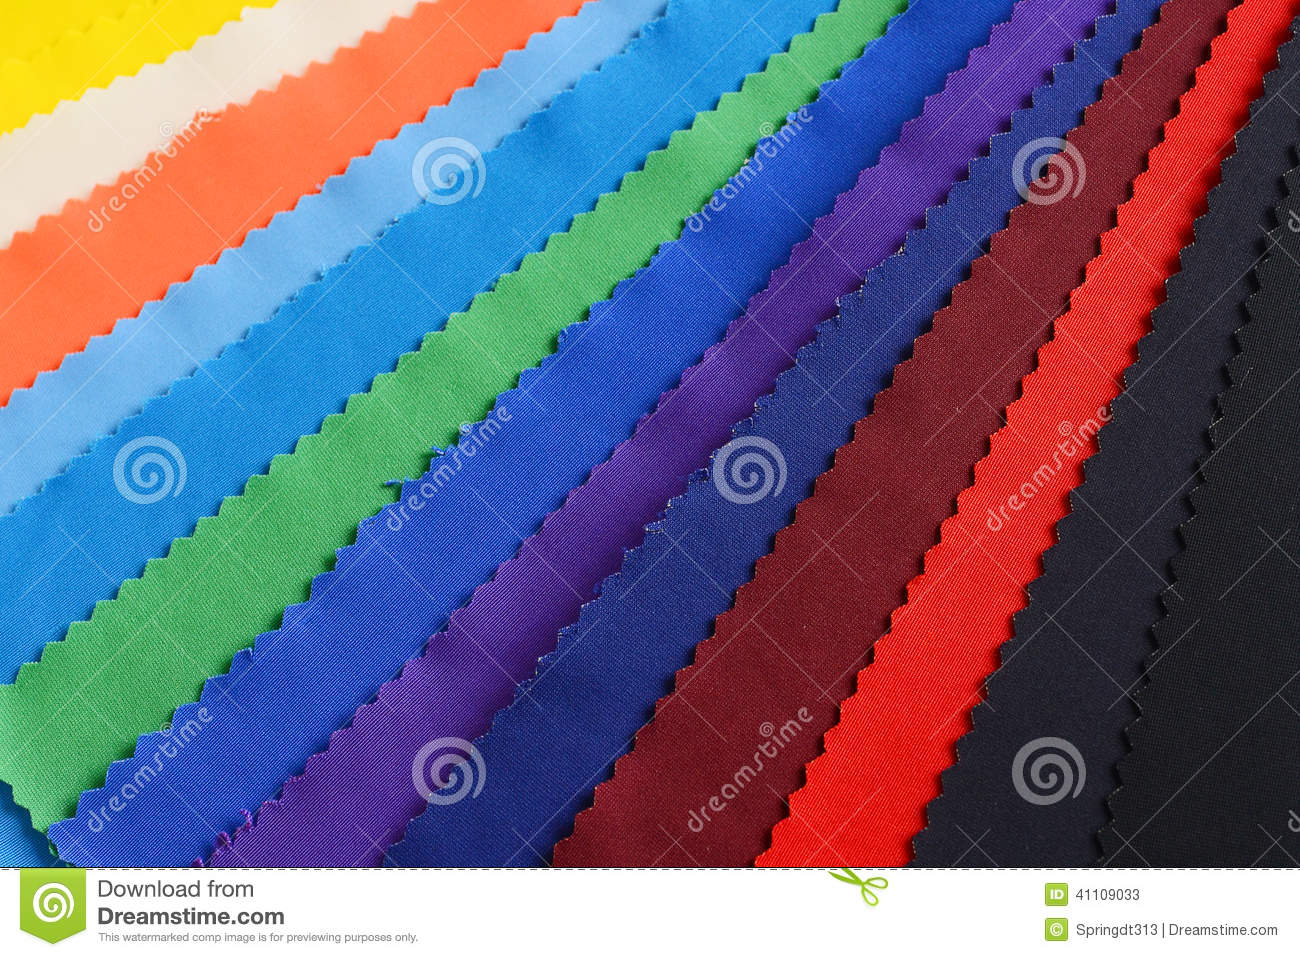 dreamstime
dreamstime
dreamstime
dreamstime
dreamstime
dreamstime
Download from
Dreamstime.com
This watermarked comp image is for previewing purposes only.
ID 41109033
© Springdt313 | Dreamstime.com